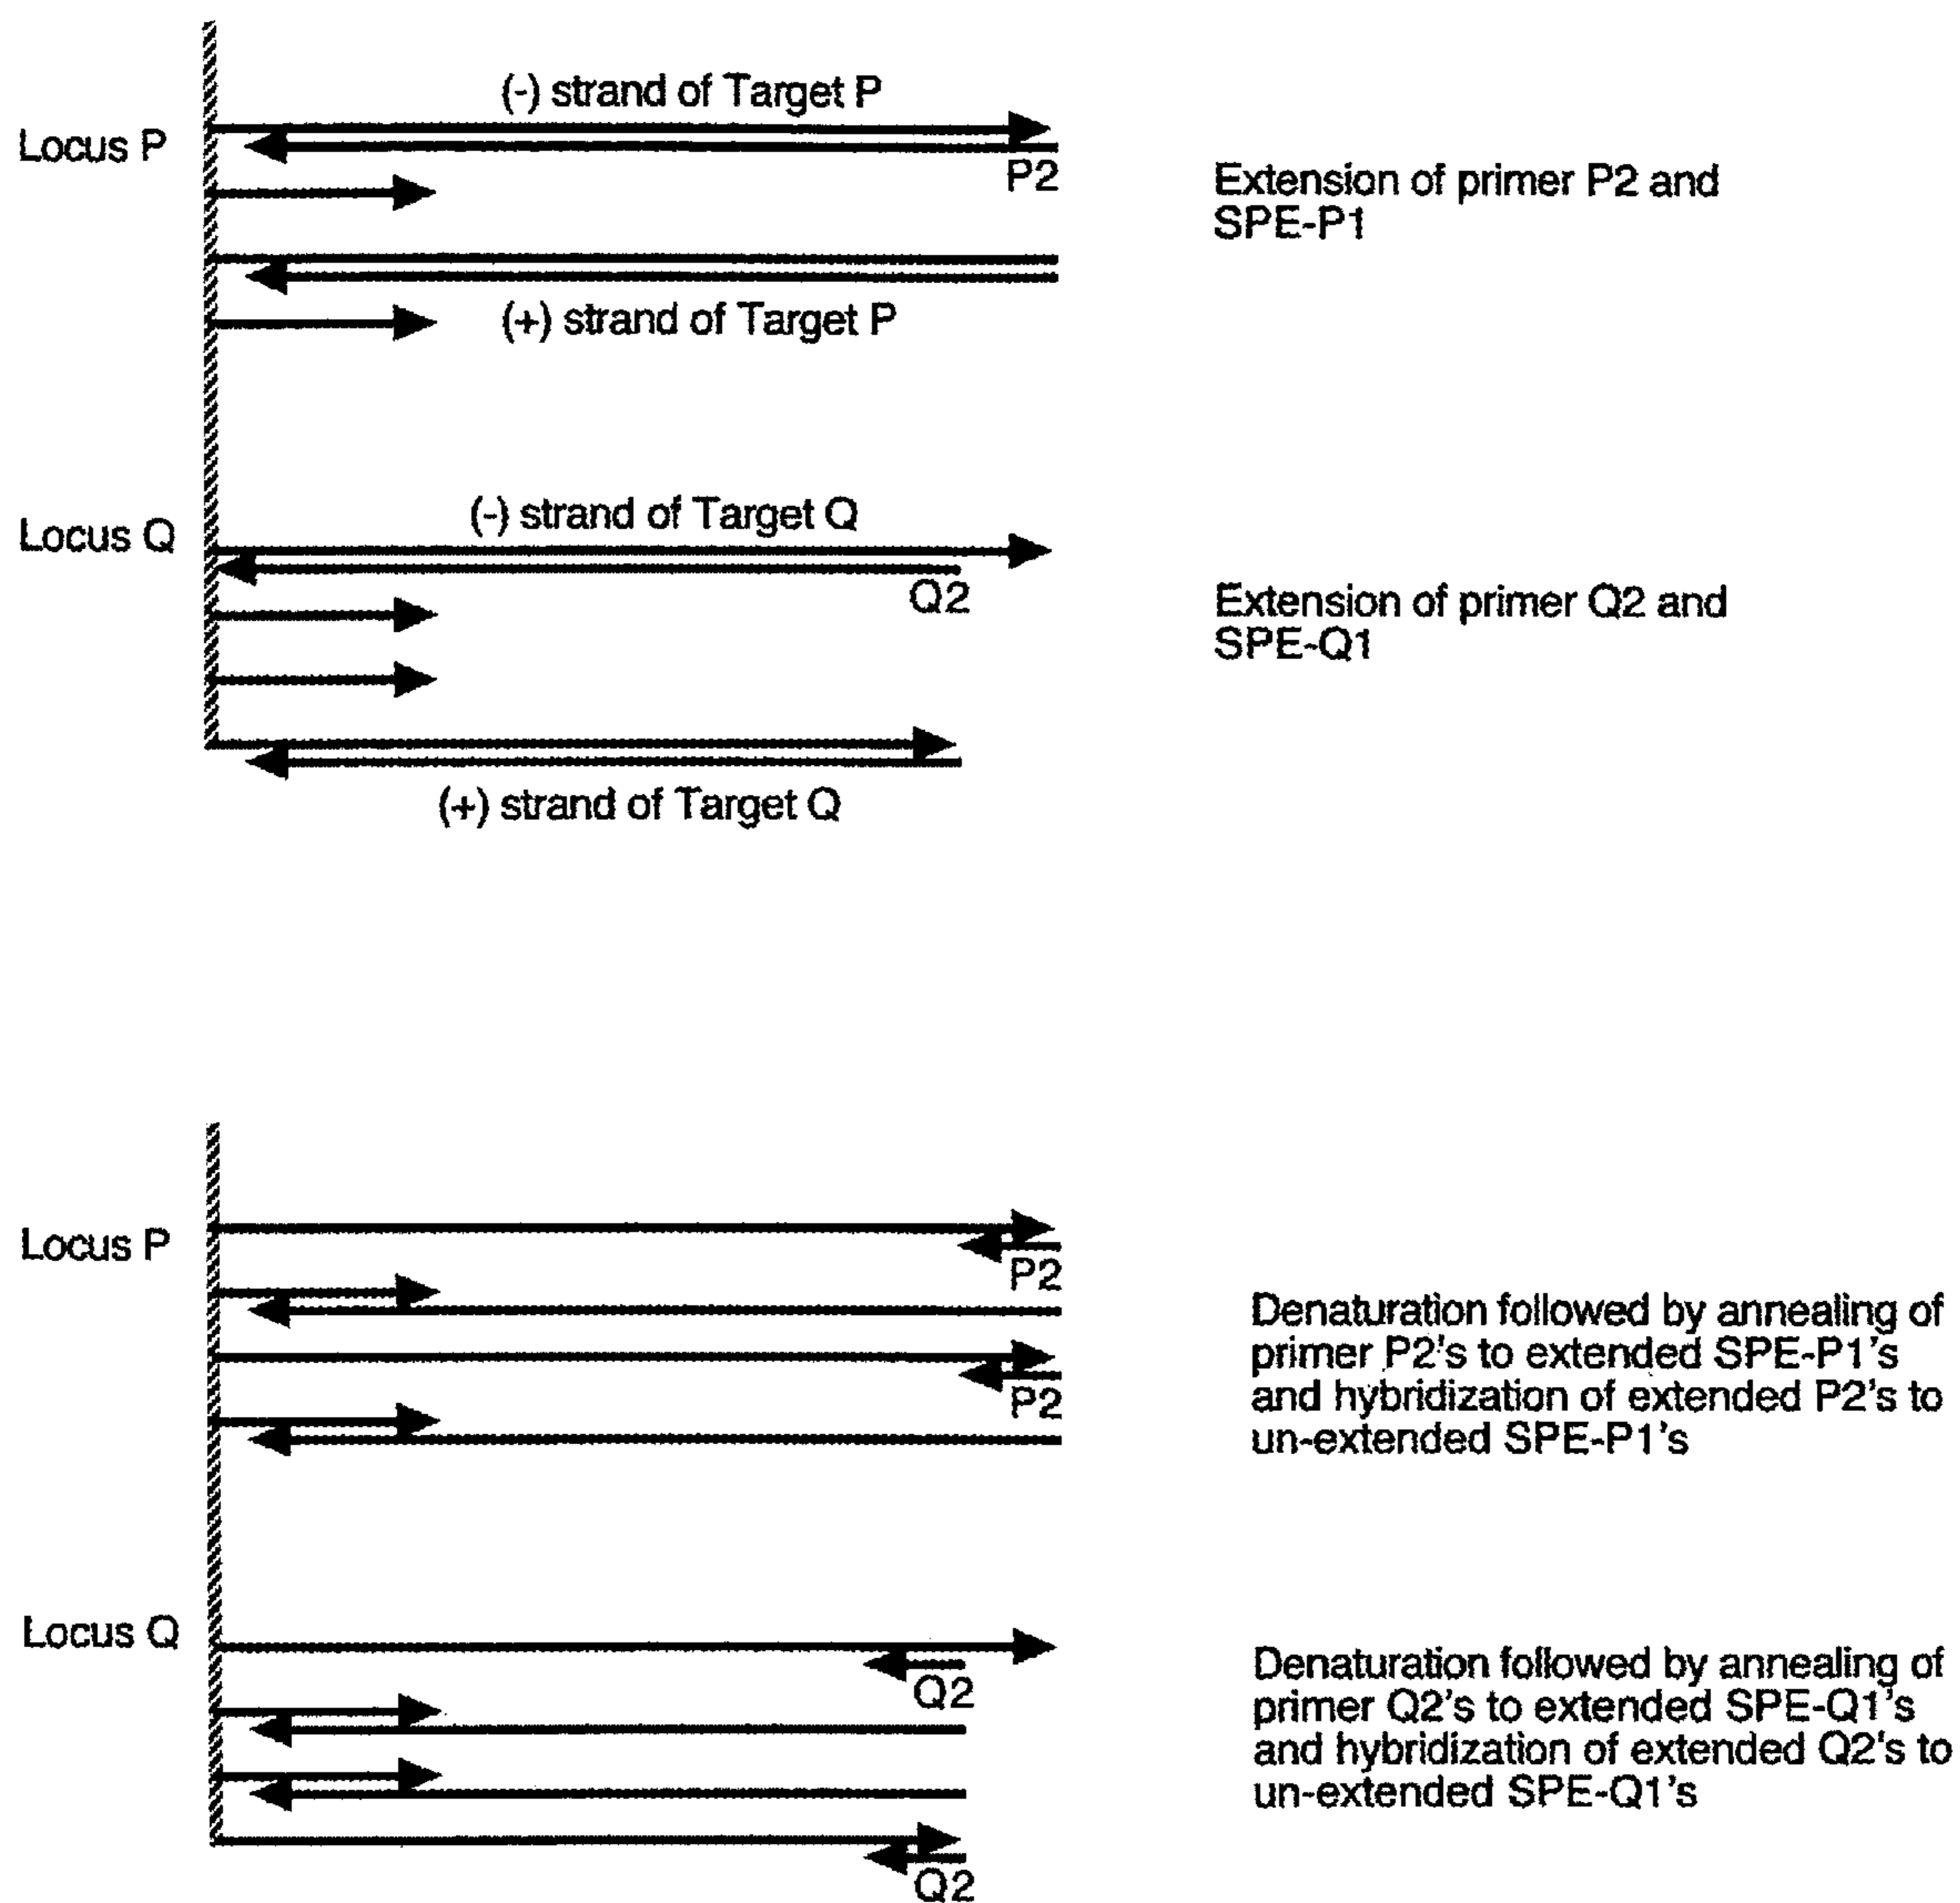 (-) strand of Target P
Locus P
P2
Extension of primer P2 and
SPE-P1
(+) strand of Target P
(-) strand of Target Q
Locus Q
Q2
Extension of primer Q2 and
SPE-Q1
(+) strand of Target Q
Locus P
P2
P2
Denaturation followed by annealing of
primer P2's to extended SPE-P1's
and hybridization of extended P2's to
un-extended SPE-P1's
Locus Q
Q2
Q2
Denaturation followed by annealing of
primer Q2's to extended SPE-Q1's
and hybridization of extended Q2's to
un-extended SPE-Q1's